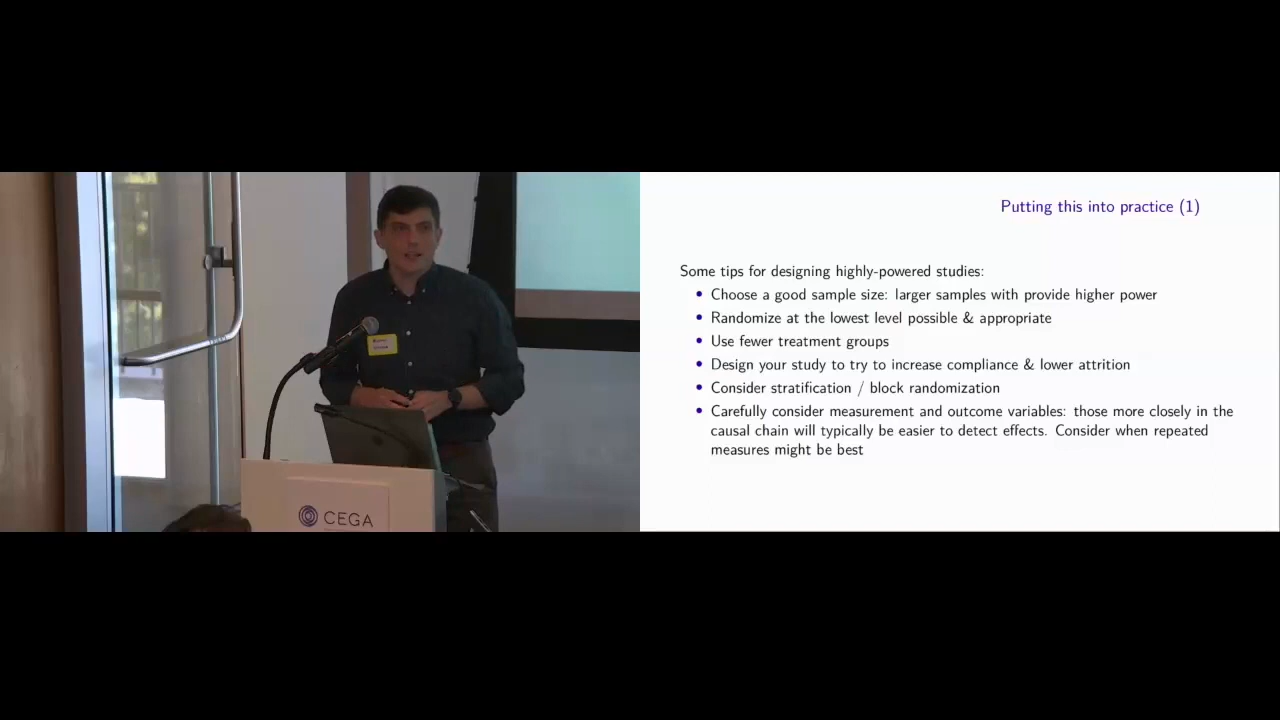 Putting this into practice (1)
Some tips for designing highly-powered studies:
• Choose a good sample size: larger samples with provide higher power
• Randomize at the lowest level possible & appropriate
• Use fewer treatment groups
• Design your study to try to increase compliance & lower attrition
• Consider stratification / block randomization
• Carefully consider measurement and outcome variables: those more closely in the
causal chain will typically be easier to detect effects. Consider when repeated
measures might be best
CEGA